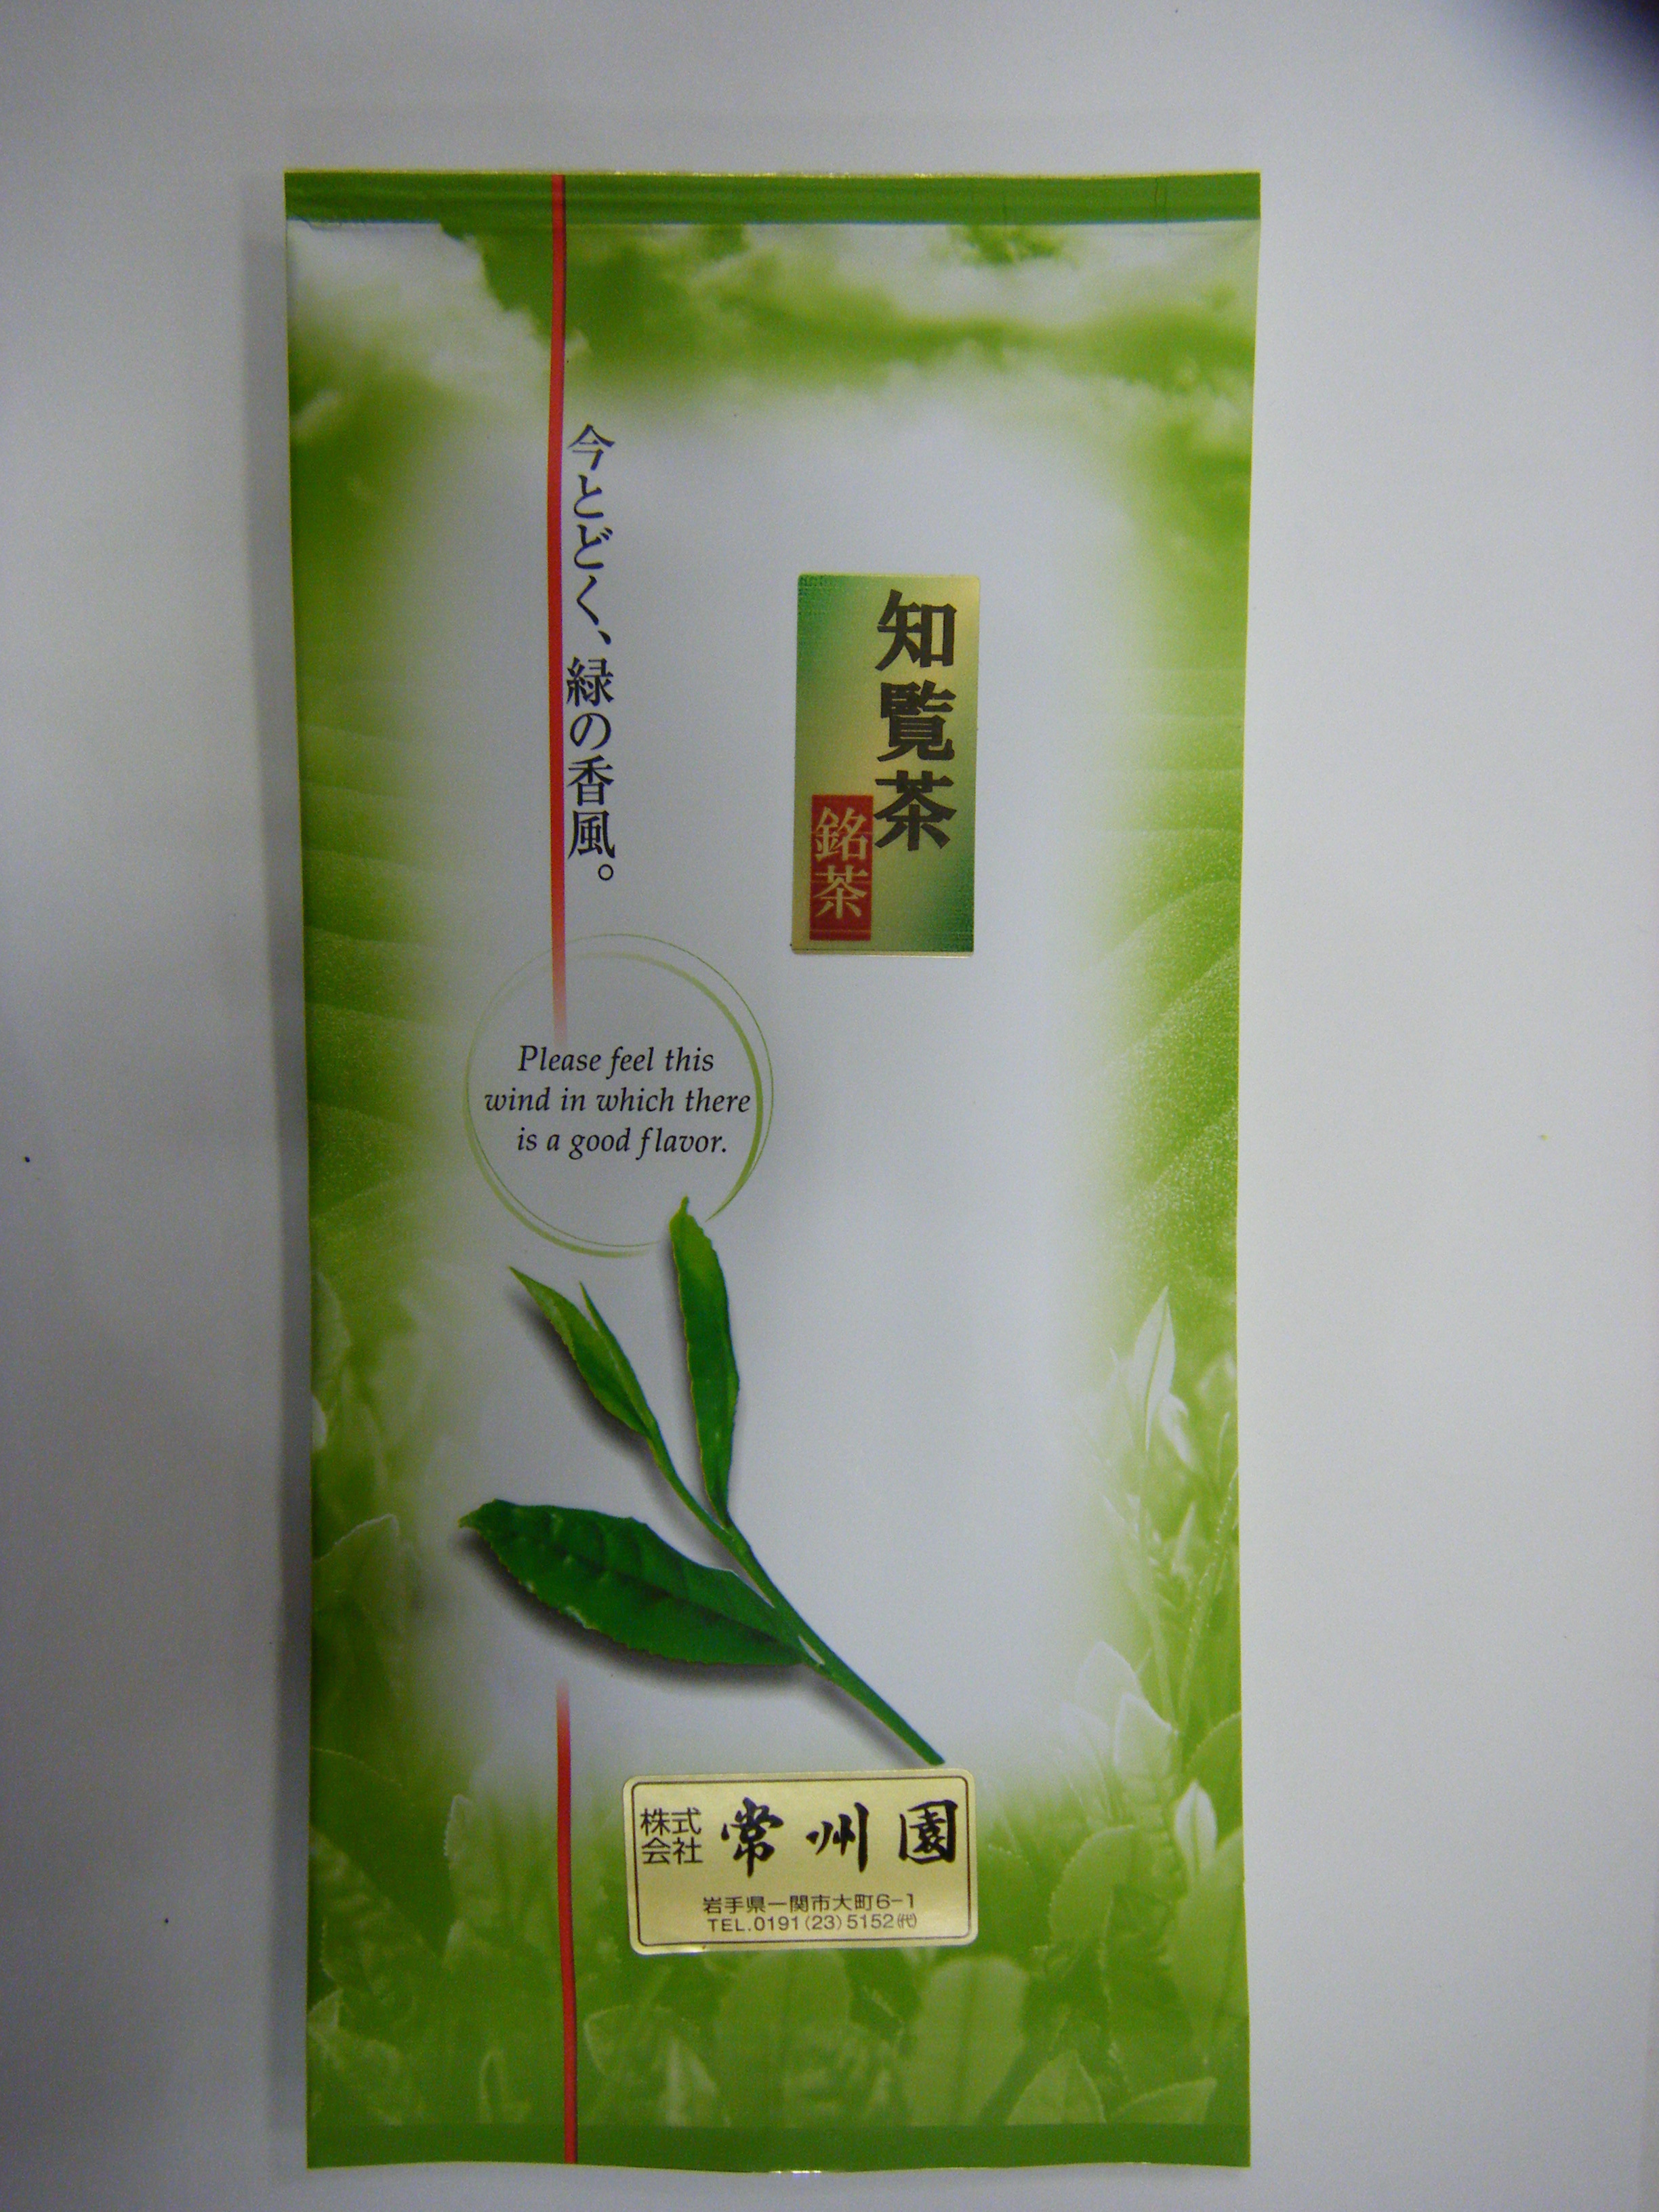 知覧茶
銘茶
今とどく、緑の香風。
Please feel this
wind in which there
is a good flavor.
株式
会社
常州園
岩手県一関市大町6-1
TEL.0191(23)5152㈹